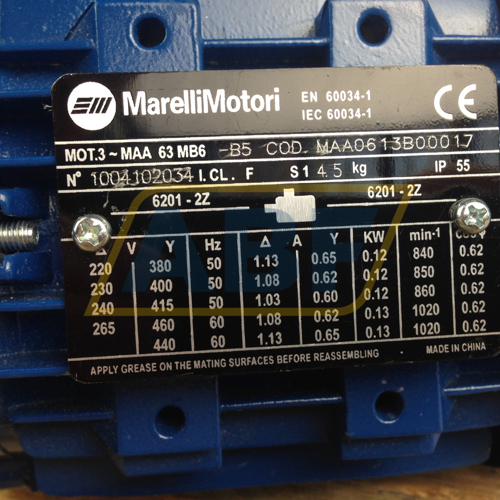 MarelliMotori EN 60034-1
IEC 60034-1 CE
MOT.3~MAA 63 MB6 -B5 COD. MAA0613B00017
N° 1004102034 I.CL. F S1 4.5 kg IP 55
6201-2Z 6201-2Z
Δ V Y Hz Δ A Y KW min-1 cosφ
220 380 50 1.13 0.65 0.12 840 0.62
230 400 50 1.08 0.62 0.12 850 0.62
240 415 50 1.03 0.60 0.12 860 0.62
265 460 60 1.08 0.62 0.13 1020 0.62
440 60 1.13 0.65 0.13 1020 0.62
APPLY GREASE ON THE MATING SURFACES BEFORE REASSEMBLING MADE IN CHINA
ABF